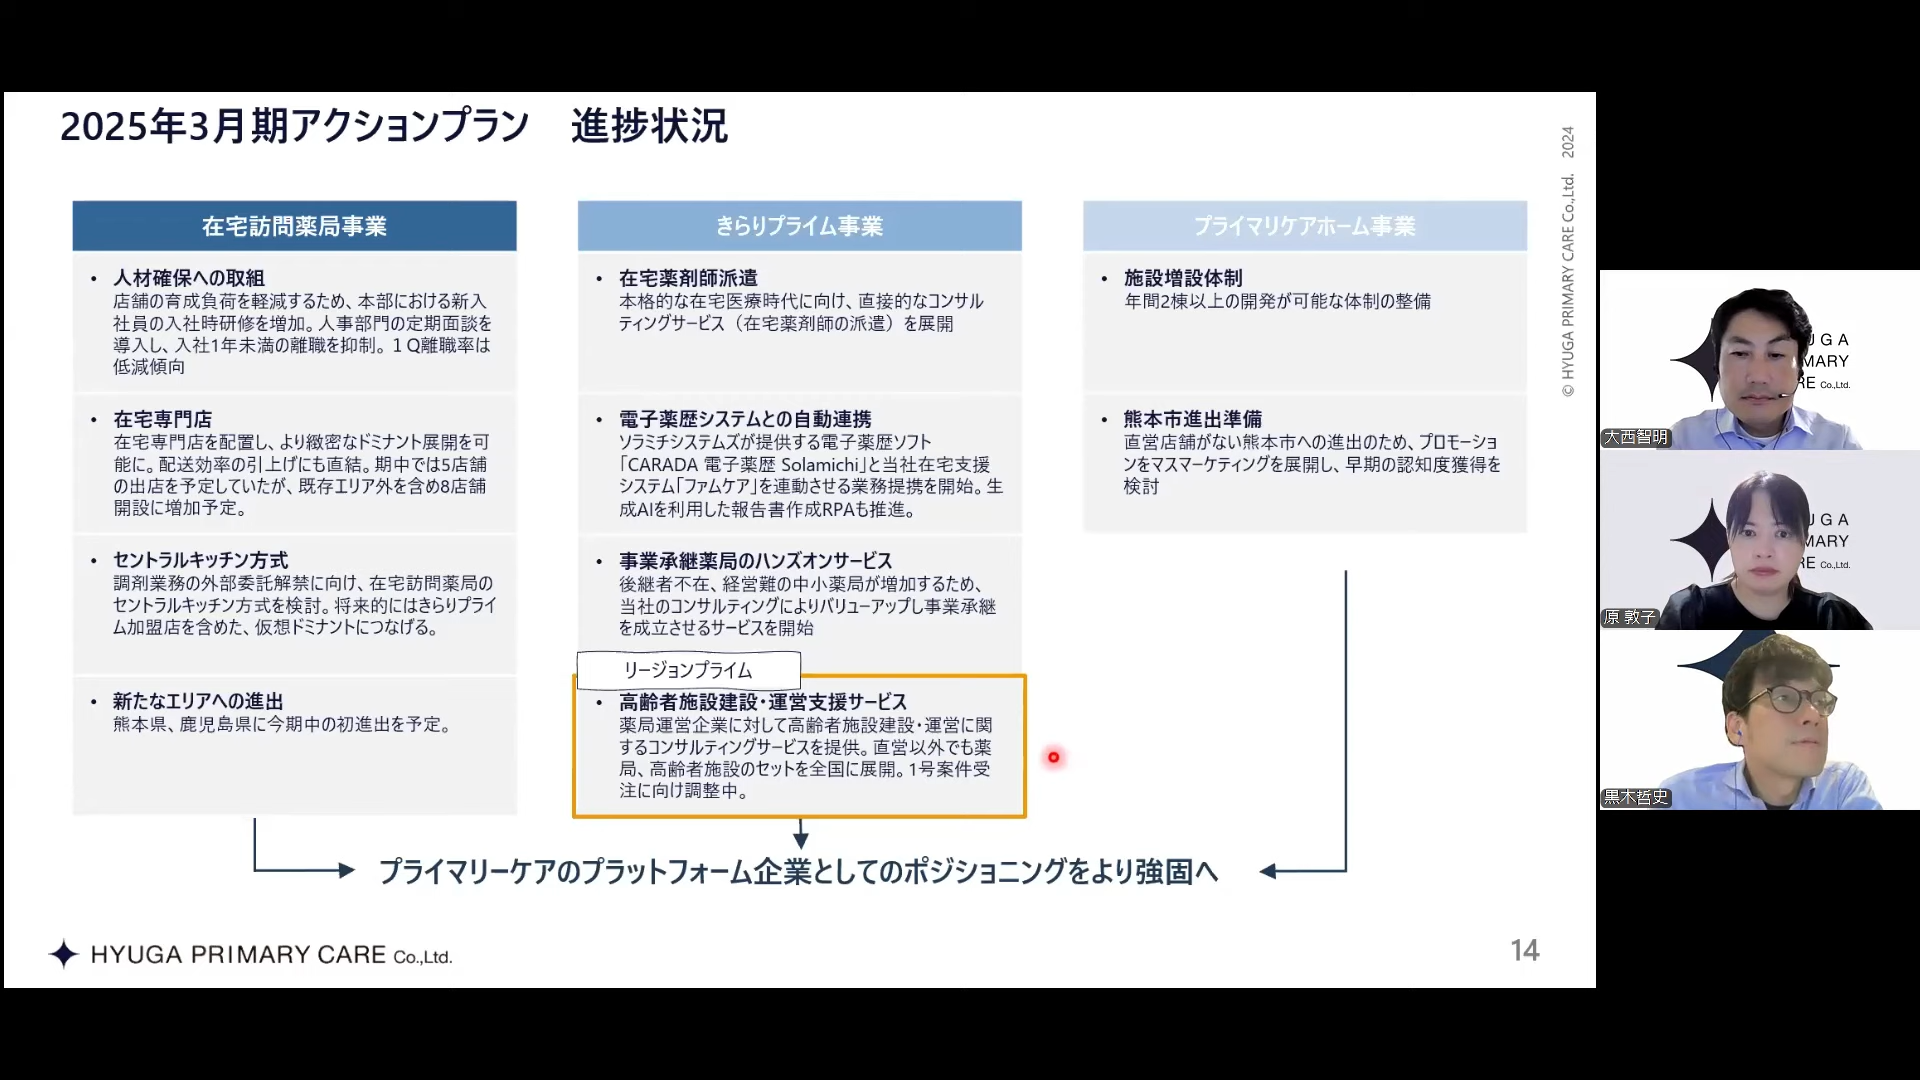 2025年3月期アクションプラン　進捗状況
© HYUGA PRIMARY CARE Co.,Ltd. 2024
在宅訪問薬局事業
• 人材確保への取組
店舗の育成負荷を軽減するため、本部における新入
社員の入社時研修を増加。人事部門の定期面談を
導入し、入社1年未満の離職を抑制。１Q離職率は
低減傾向
• 在宅専門店
在宅専門店を配置し、より緻密なドミナント展開を可
能に。配送効率の引上げにも直結。期中では5店舗
の出店を予定していたが、既存エリア外を含め8店舗
開設に増加予定。
• セントラルキッチン方式
調剤業務の外部委託解禁に向け、在宅訪問薬局の
セントラルキッチン方式を検討。将来的にはきらりプライ
ム加盟店を含めた、仮想ドミナントにつなげる。
• 新たなエリアへの進出
熊本県、鹿児島県に今期中の初進出を予定。
きらりプライム事業
• 在宅薬剤師派遣
本格的な在宅医療時代に向け、直接的なコンサル
ティングサービス（在宅薬剤師の派遣）を展開
• 電子薬歴システムとの自動連携
ソラミチシステムズが提供する電子薬歴ソフト
「CARADA 電子薬歴 Solamichi」と当社在宅支援
システム「ファムケア」を連動させる業務提携を開始。生
成AIを利用した報告書作成RPAも推進。
• 事業承継薬局のハンズオンサービス
後継者不在、経営難の中小薬局が増加するため、
当社のコンサルティングによりバリューアップし事業承継
を成立させるサービスを開始
リージョンプライム
• 高齢者施設建設・運営支援サービス
薬局運営企業に対して高齢者施設建設・運営に関
するコンサルティングサービスを提供。直営以外でも薬
局、高齢者施設のセットを全国に展開。1号案件受
注に向け調整中。
プライマリケアホーム事業
• 施設増設体制
年間2棟以上の開発が可能な体制の整備
• 熊本市進出準備
直営店舗がない熊本市への進出のため、プロモーショ
ンをマスマーケティングを展開し、早期の認知度獲得を
検討
プライマリーケアのプラットフォーム企業としてのポジショニングをより強固へ
HYUGA PRIMARY CARE Co.,Ltd.
14
UGA
MARY
RE Co.,Ltd.
大西智明
UGA
MARY
RE Co.,Ltd.
原 敦子
黒木哲史